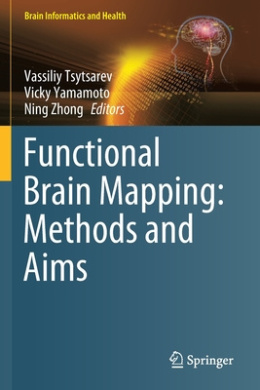 Brain Informatics and Health
Vassiliy Tsytsarev
Vicky Yamamoto
Ning Zhong Editors
Functional
Brain Mapping:
Methods and
Aims
Springer